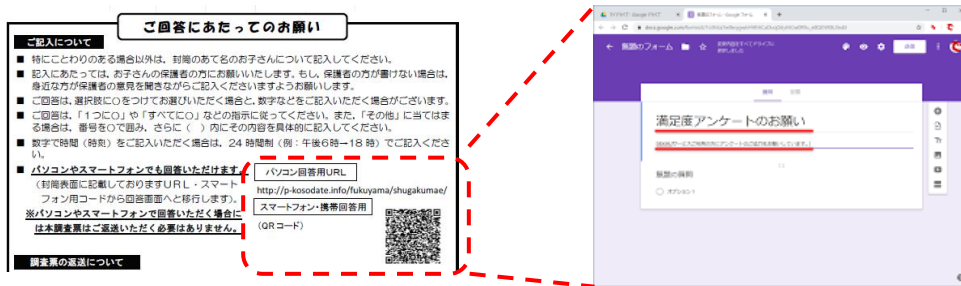 ご回答にあたってのお願い
ご記入について
■ 特にことわりのある場合以外は、封筒のあて名のお子さんについて記入してください。
■ 記入にあたっては、お子さんの保護者の方にお願いいたします。もし、保護者の方が書けない場合は、
身近な方が保護者の意見を聞きながらご記入くださいますようお願いします。
■ ご回答は、選択肢に○をつけてお選びいただく場合と、数字などをご記入いただく場合がございます。
■ ご回答は、「1つに○」や「すべてに○」などの指示に従ってください。また、「その他」に当てはま
る場合は、番号を○で囲み、さらに（　）内にその内容を具体的に記入してください。
■ 数字で時間（時刻）をご記入いただく場合は、24 時間制（例：午後6時→18 時）でご記入くださ
い。
■ パソコンやスマートフォンでも回答いただけます。
（封筒表面に記載しておりますURL・スマート
フォン用コードから回答画面へと移行します）。
※パソコンやスマートフォンで回答いただく場合に
は本調査票はご返送いただく必要はありません。
パソコン回答用URL
http://p-kosodate.info/fukuyama/shugakumae/
スマートフォン・携帯回答用
(QRコード)
調査票の返送について
無題のフォーム
質問
満足度アンケートのお願い
無題の質問
オプション 1